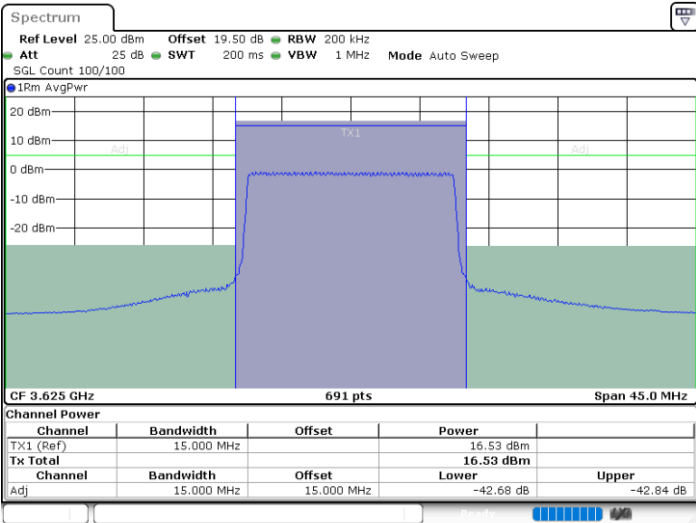 Spectrum
Ref Level 25.00 dBm Offset 19.50 dB RBW 200 kHz
Att 25 dB SWT 200 ms VBW 1 MHz Mode Auto Sweep
SGL Count 100/100
1Rm AvgPwr
20 dBm
TX1
10 dBm
Adj Adj
0 dBm
-10 dBm
-20 dBm
CF 3.625 GHz 691 pts Span 45.0 MHz
Channel Power
Channel Bandwidth Offset Power
TX1 (Ref) 15.000 MHz 16.53 dBm
Tx Total 16.53 dBm
Channel Bandwidth Offset Lower Upper
Adj 15.000 MHz 15.000 MHz -42.68 dB -42.84 dB
Ready